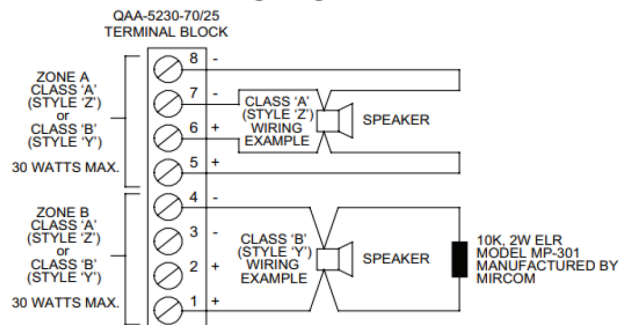 QAA-5230-70/25
TERMINAL BLOCK
ZONE A
CLASS 'A'
(STYLE 'Z')
or
CLASS 'B'
(STYLE 'Y')
30 WATTS MAX.
8 -
7 -
6 +
5 +
CLASS 'A'
(STYLE 'Z')
WIRING
EXAMPLE
SPEAKER
ZONE B
CLASS 'A'
(STYLE 'Z')
or
CLASS 'B'
(STYLE 'Y')
30 WATTS MAX.
4 -
3 -
2 +
1 +
CLASS 'B'
(STYLE 'Y')
WIRING
EXAMPLE
SPEAKER
10K, 2W ELR
MODEL MP-301
MANUFACTURED BY
MIRCOM